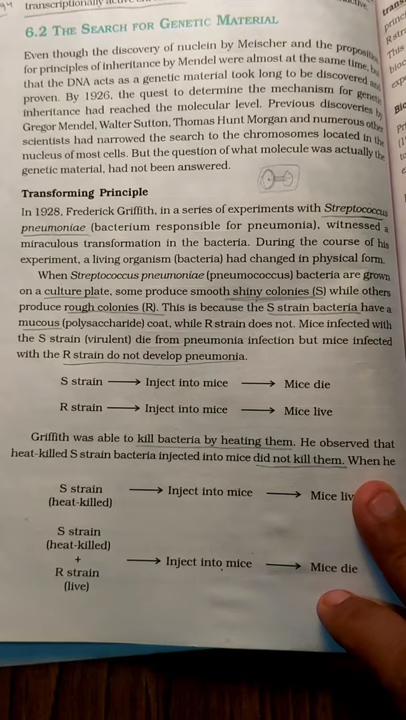 transcriptionally
6.2 THE SEARCH FOR GENETIC MATERIAL
Even though the discovery of nuclein by Meischer and the proposition
for principles of inheritance by Mendel were almost at the same time, but
that the DNA acts as a genetic material took long to be discovered and
proven. By 1926, the quest to determine the mechanism for genetic
inheritance had reached the molecular level. Previous discoveries by
Gregor Mendel, Walter Sutton, Thomas Hunt Morgan and numerous other
scientists had narrowed the search to the chromosomes located in the
nucleus of most cells. But the question of what molecule was actually the
genetic material, had not been answered.
Transforming Principle
In 1928, Frederick Griffith, in a series of experiments with Streptococcus
pneumoniae (bacterium responsible for pneumonia), witnessed a
miraculous transformation in the bacteria. During the course of his
experiment, a living organism (bacteria) had changed in physical form.
When Streptococcus pneumoniae (pneumococcus) bacteria are grown
on a culture plate, some produce smooth shiny colonies (S) while others
produce rough colonies (R). This is because the S strain bacteria have a
mucous (polysaccharide) coat, while R strain does not. Mice infected with
the S strain (virulent) die from pneumonia infection but mice infected
with the R strain do not develop pneumonia.
S strain → Inject into mice → Mice die
R strain → Inject into mice → Mice live
Griffith was able to kill bacteria by heating them. He observed that
heat-killed S strain bacteria injected into mice did not kill them. When he
S strain → Inject into mice → Mice liv
(heat-killed)
S strain
(heat-killed)
+ → Inject into mice → Mice die
R strain
(live)